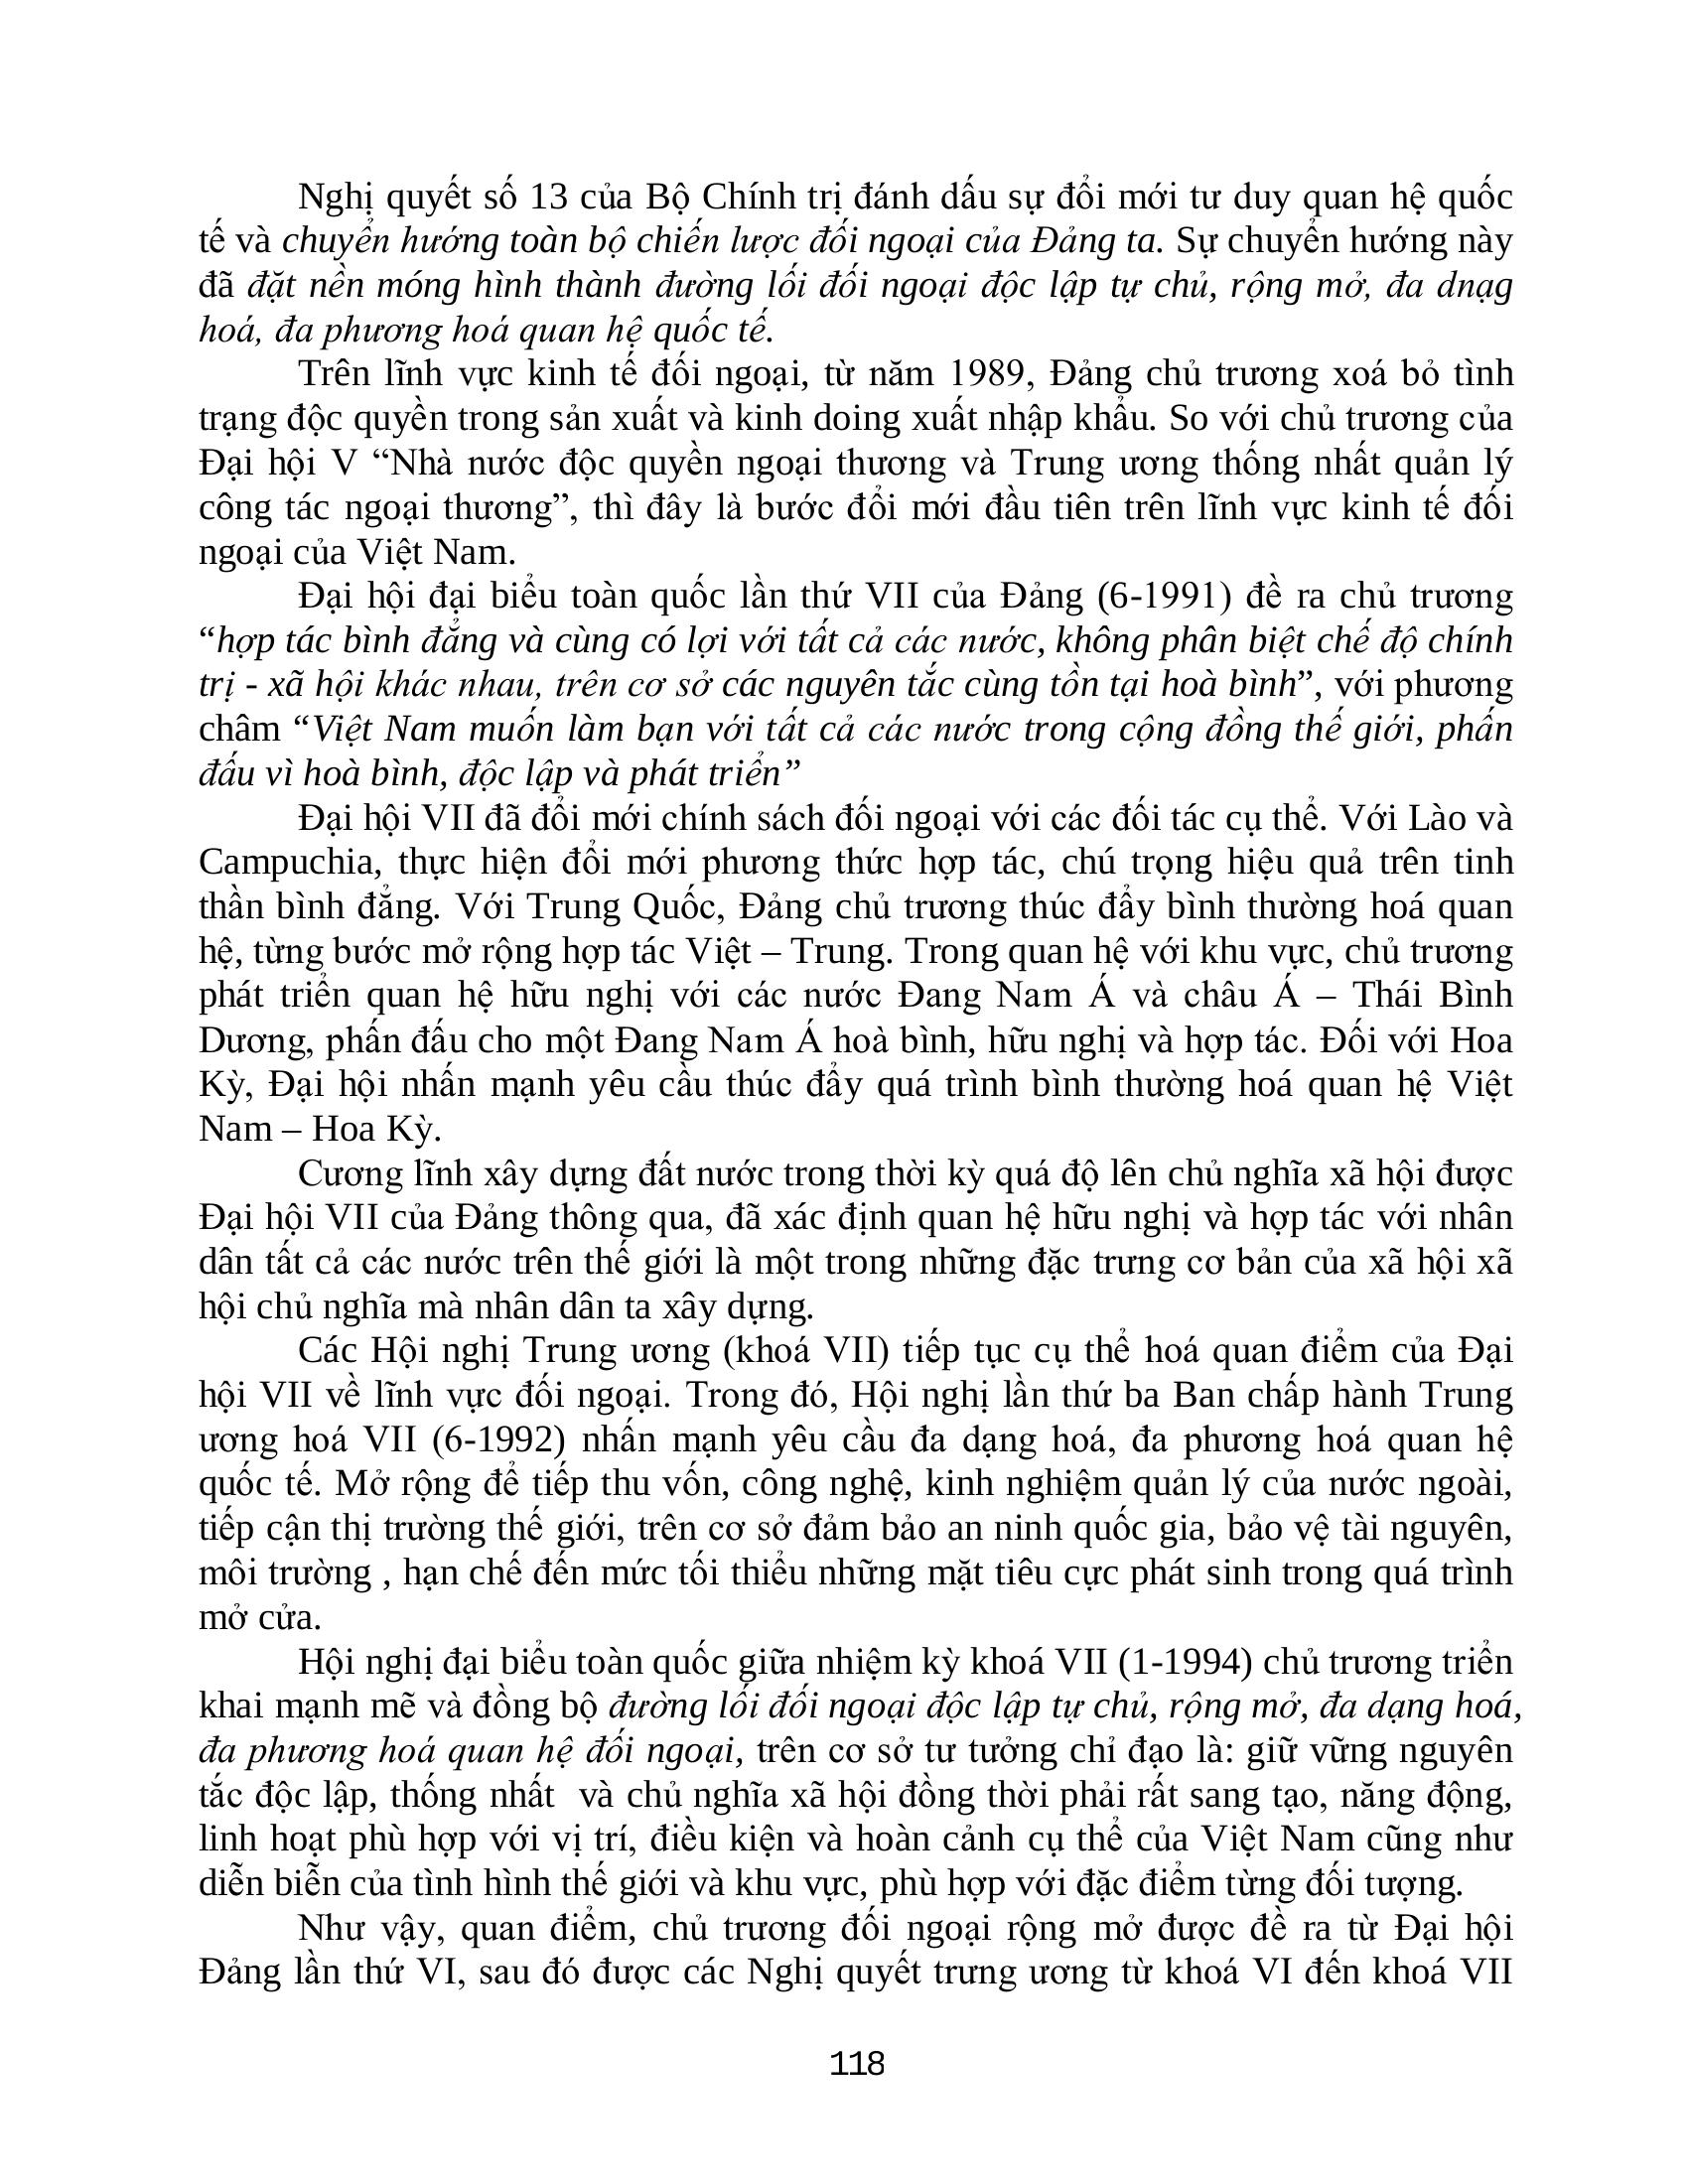 Nghị quyết số 13 của Bộ Chính trị đánh dấu sự đổi mới tư duy quan hệ quốc
tế và chuyển hướng toàn bộ chiến lược đối ngoại của Đảng ta. Sự chuyển hướng này
đã đặt nền móng hình thành đường lối đối ngoại độc lập tự chủ, rộng mở, đa dnạg
hoá, đa phương hoá quan hệ quốc tế.
Trên lĩnh vực kinh tế đối ngoại, từ năm 1989, Đảng chủ trương xoá bỏ tình
trạng độc quyền trong sản xuất và kinh doing xuất nhập khẩu. So với chủ trương của
Đại hội V “Nhà nước độc quyền ngoại thương và Trung ương thống nhất quản lý
công tác ngoại thương”, thì đây là bước đổi mới đầu tiên trên lĩnh vực kinh tế đối
ngoại của Việt Nam.
Đại hội đại biểu toàn quốc lần thứ VII của Đảng (6-1991) đề ra chủ trương
“hợp tác bình đẳng và cùng có lợi với tất cả các nước, không phân biệt chế độ chính
trị - xã hội khác nhau, trên cơ sở các nguyên tắc cùng tồn tại hoà bình”, với phương
châm “Việt Nam muốn làm bạn với tất cả các nước trong cộng đồng thế giới, phấn
đấu vì hoà bình, độc lập và phát triển”
Đại hội VII đã đổi mới chính sách đối ngoại với các đối tác cụ thể. Với Lào và
Campuchia, thực hiện đổi mới phương thức hợp tác, chú trọng hiệu quả trên tinh
thần bình đẳng. Với Trung Quốc, Đảng chủ trương thúc đẩy bình thường hoá quan
hệ, từng bước mở rộng hợp tác Việt – Trung. Trong quan hệ với khu vực, chủ trương
phát triển quan hệ hữu nghị với các nước Đang Nam Á và châu Á – Thái Bình
Dương, phấn đấu cho một Đang Nam Á hoà bình, hữu nghị và hợp tác. Đối với Hoa
Kỳ, Đại hội nhấn mạnh yêu cầu thúc đẩy quá trình bình thường hoá quan hệ Việt
Nam – Hoa Kỳ.
Cương lĩnh xây dựng đất nước trong thời kỳ quá độ lên chủ nghĩa xã hội được
Đại hội VII của Đảng thông qua, đã xác định quan hệ hữu nghị và hợp tác với nhân
dân tất cả các nước trên thế giới là một trong những đặc trưng cơ bản của xã hội xã
hội chủ nghĩa mà nhân dân ta xây dựng.
Các Hội nghị Trung ương (khoá VII) tiếp tục cụ thể hoá quan điểm của Đại
hội VII về lĩnh vực đối ngoại. Trong đó, Hội nghị lần thứ ba Ban chấp hành Trung
ương hoá VII (6-1992) nhấn mạnh yêu cầu đa dạng hoá, đa phương hoá quan hệ
quốc tế. Mở rộng để tiếp thu vốn, công nghệ, kinh nghiệm quản lý của nước ngoài,
tiếp cận thị trường thế giới, trên cơ sở đảm bảo an ninh quốc gia, bảo vệ tài nguyên,
môi trường , hạn chế đến mức tối thiểu những mặt tiêu cực phát sinh trong quá trình
mở cửa.
Hội nghị đại biểu toàn quốc giữa nhiệm kỳ khoá VII (1-1994) chủ trương triển
khai mạnh mẽ và đồng bộ đường lối đối ngoại độc lập tự chủ, rộng mở, đa dạng hoá,
đa phương hoá quan hệ đối ngoại, trên cơ sở tư tưởng chỉ đạo là: giữ vững nguyên
tắc độc lập, thống nhất  và chủ nghĩa xã hội đồng thời phải rất sang tạo, năng động,
linh hoạt phù hợp với vị trí, điều kiện và hoàn cảnh cụ thể của Việt Nam cũng như
diễn biễn của tình hình thế giới và khu vực, phù hợp với đặc điểm từng đối tượng.
Như vậy, quan điểm, chủ trương đối ngoại rộng mở được đề ra từ Đại hội
Đảng lần thứ VI, sau đó được các Nghị quyết trưng ương từ khoá VI đến khoá VII
118